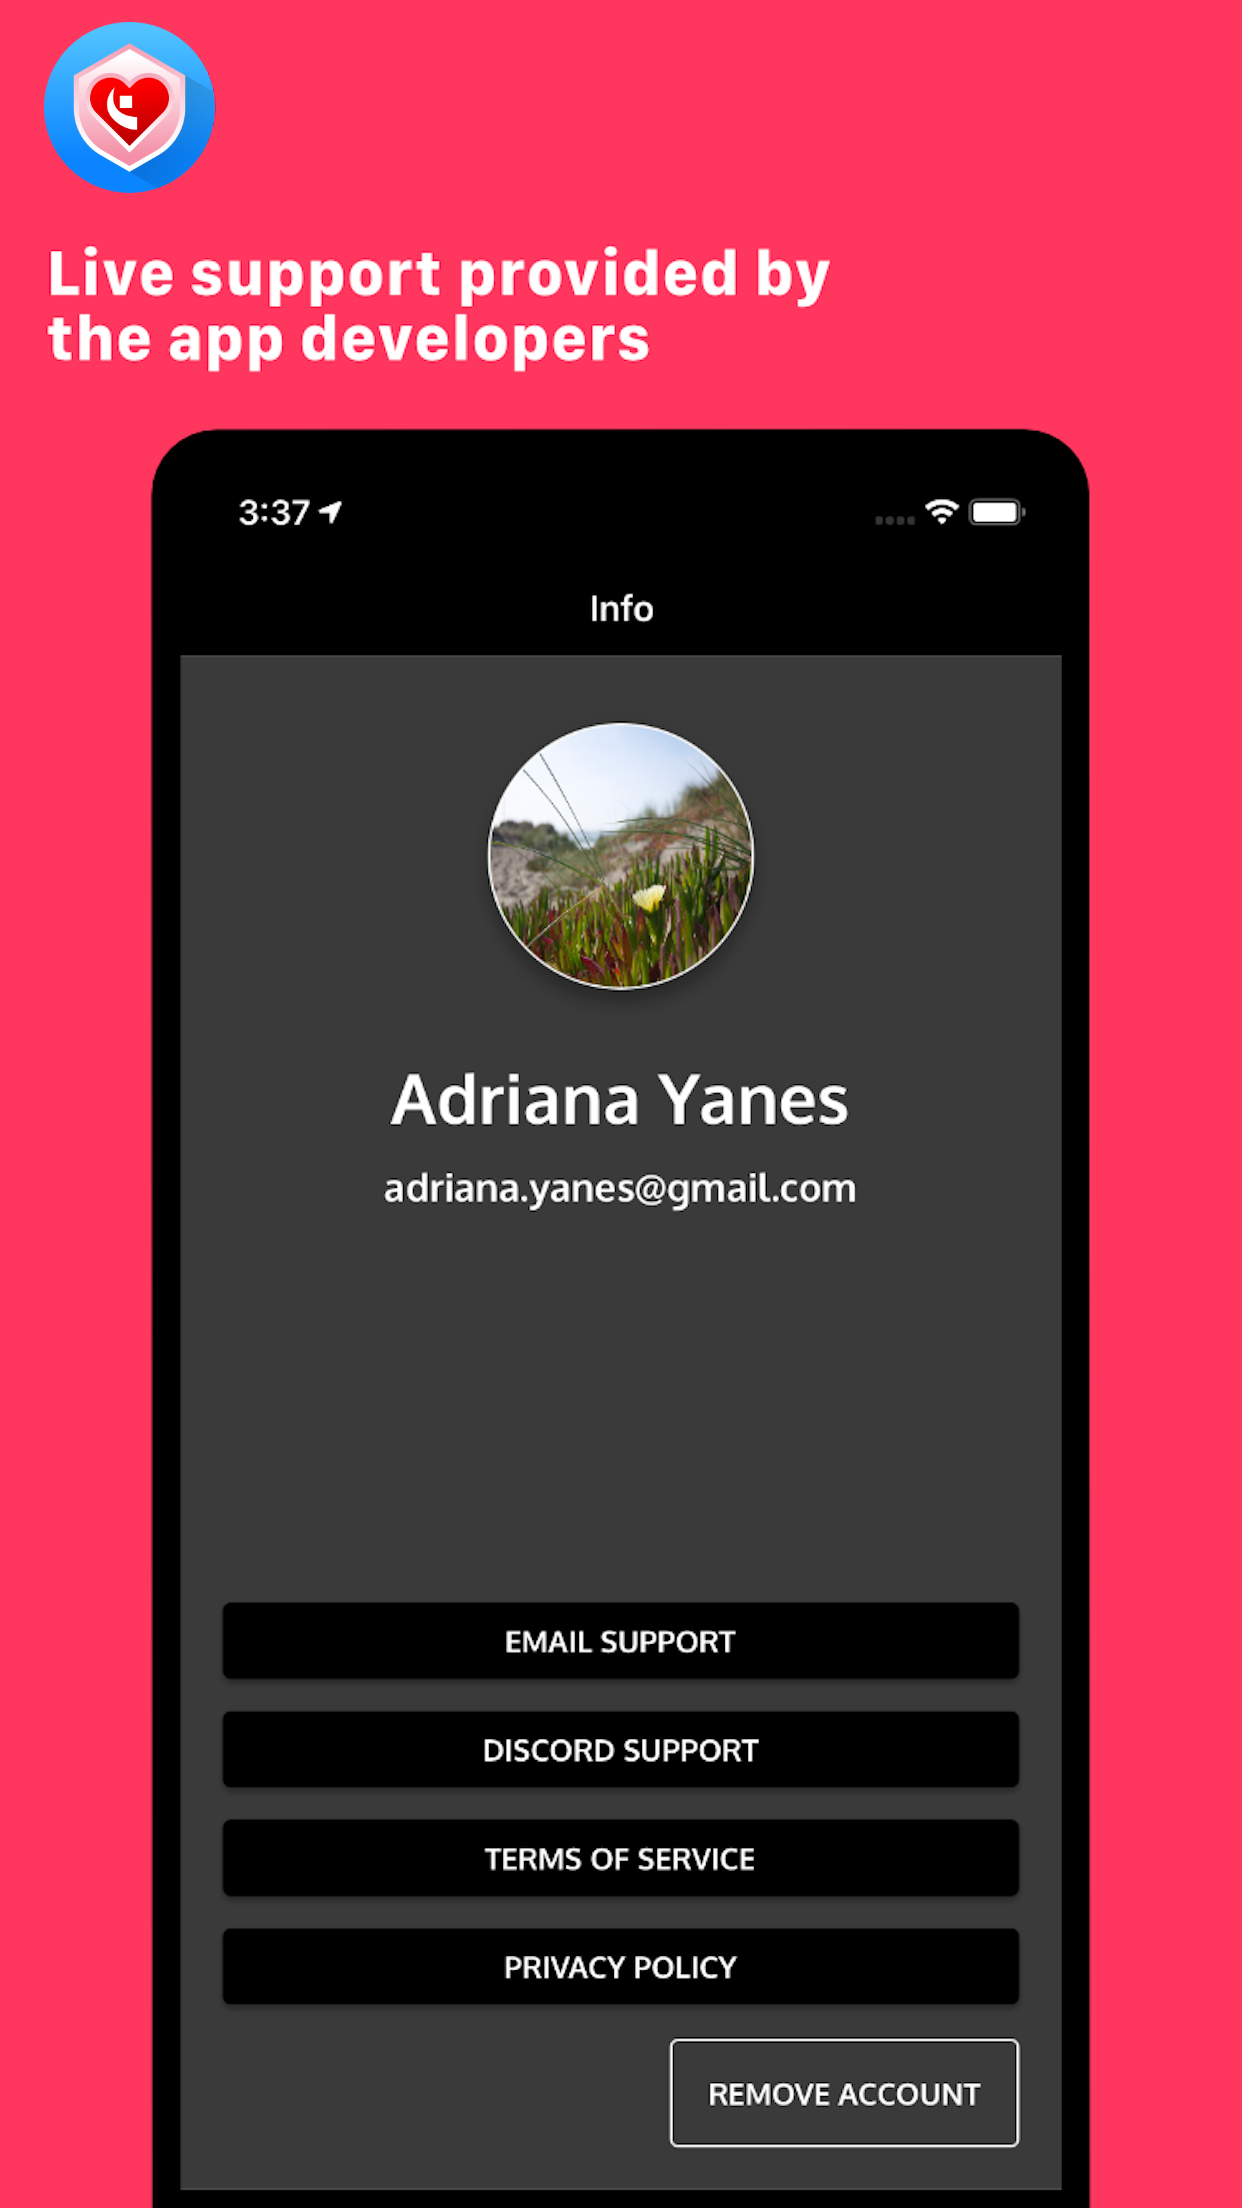 Live support provided by
the app developers
3:37
Info
Adriana Yanes
adriana.yanes@gmail.com
EMAIL SUPPORT
DISCORD SUPPORT
TERMS OF SERVICE
PRIVACY POLICY
REMOVE ACCOUNT